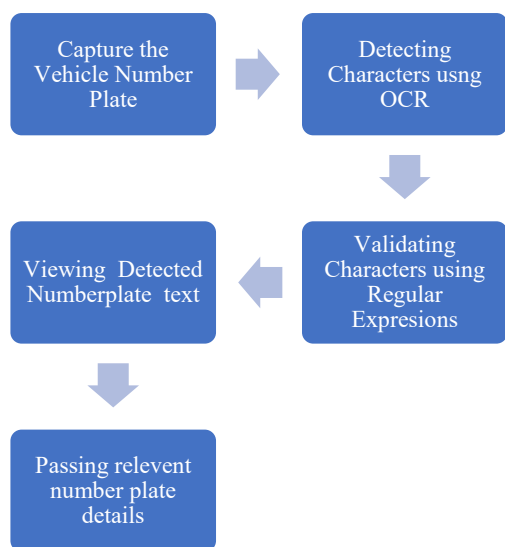 Capture the
Vehicle Number
Plate
Detecting
Characters usng
OCR
Validating
Characters using
Regular
Expresions
Viewing Detected
Numberplate text
Passing relevent
number plate
details